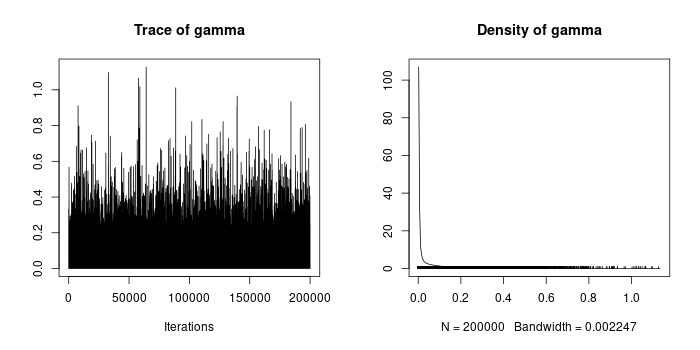 Trace of gamma
1.0
0.8
0.6
0.4
0.2
0.0
0 50000 100000 150000 200000
Iterations
Density of gamma
100
80
60
40
20
0
0.0 0.2 0.4 0.6 0.8 1.0
N = 200000 Bandwidth = 0.002247